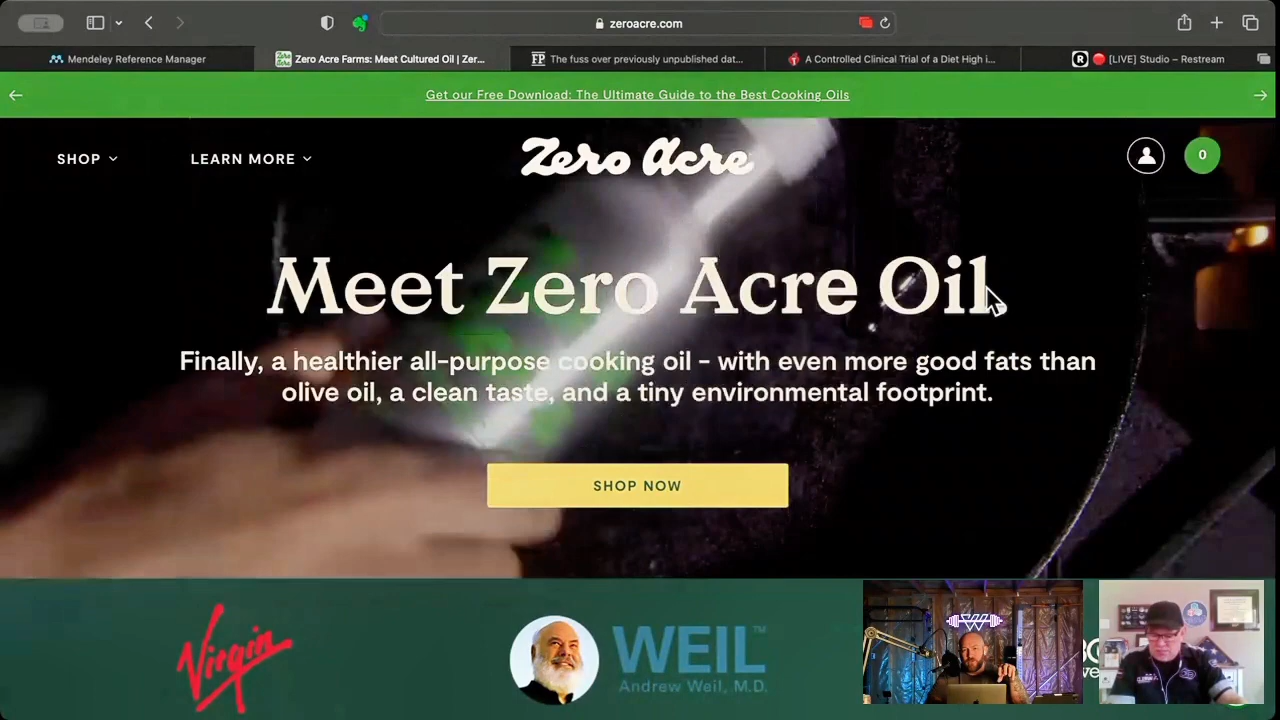 zeroacre.com
Mendeley Reference Manager
Zero Acre Farms: Meet Cultured Oil | Zer...
FP The fuss over previously unpublished dat...
A Controlled Clinical Trial of a Diet High i...
R [LIVE] Studio – Restream
Get our Free Download: The Ultimate Guide to the Best Cooking Oils
SHOP
LEARN MORE
Zero Acre
0
Meet Zero Acre Oil
Finally, a healthier all-purpose cooking oil – with even more good fats than
olive oil, a clean taste, and a tiny environmental footprint.
SHOP NOW
Virgin
WEIL™
Andrew Weil, M.D.